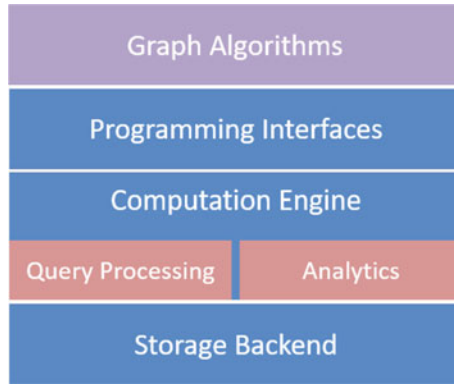 Graph Algorithms
Programming Interfaces
Computation Engine
Query Processing
Analytics
Storage Backend